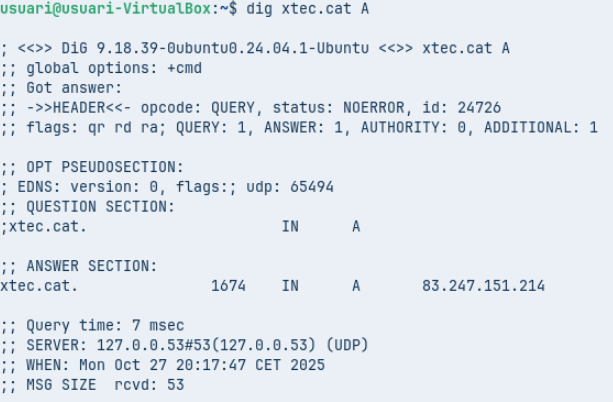 usuari@usuari-VirtualBox:~$ dig xtec.cat A

; <<>> DiG 9.18.39-0ubuntu0.24.04.1-Ubuntu <<>> xtec.cat A
;; global options: +cmd
;; Got answer:
;; ->>HEADER<<- opcode: QUERY, status: NOERROR, id: 24726
;; flags: qr rd ra; QUERY: 1, ANSWER: 1, AUTHORITY: 0, ADDITIONAL: 1

;; OPT PSEUDOSECTION:
; EDNS: version: 0, flags:; udp: 65494
;; QUESTION SECTION:
;xtec.cat.                      IN      A

;; ANSWER SECTION:
xtec.cat.               1674    IN      A       83.247.151.214

;; Query time: 7 msec
;; SERVER: 127.0.0.53#53(127.0.0.53) (UDP)
;; WHEN: Mon Oct 27 20:17:47 CET 2025
;; MSG SIZE  rcvd: 53